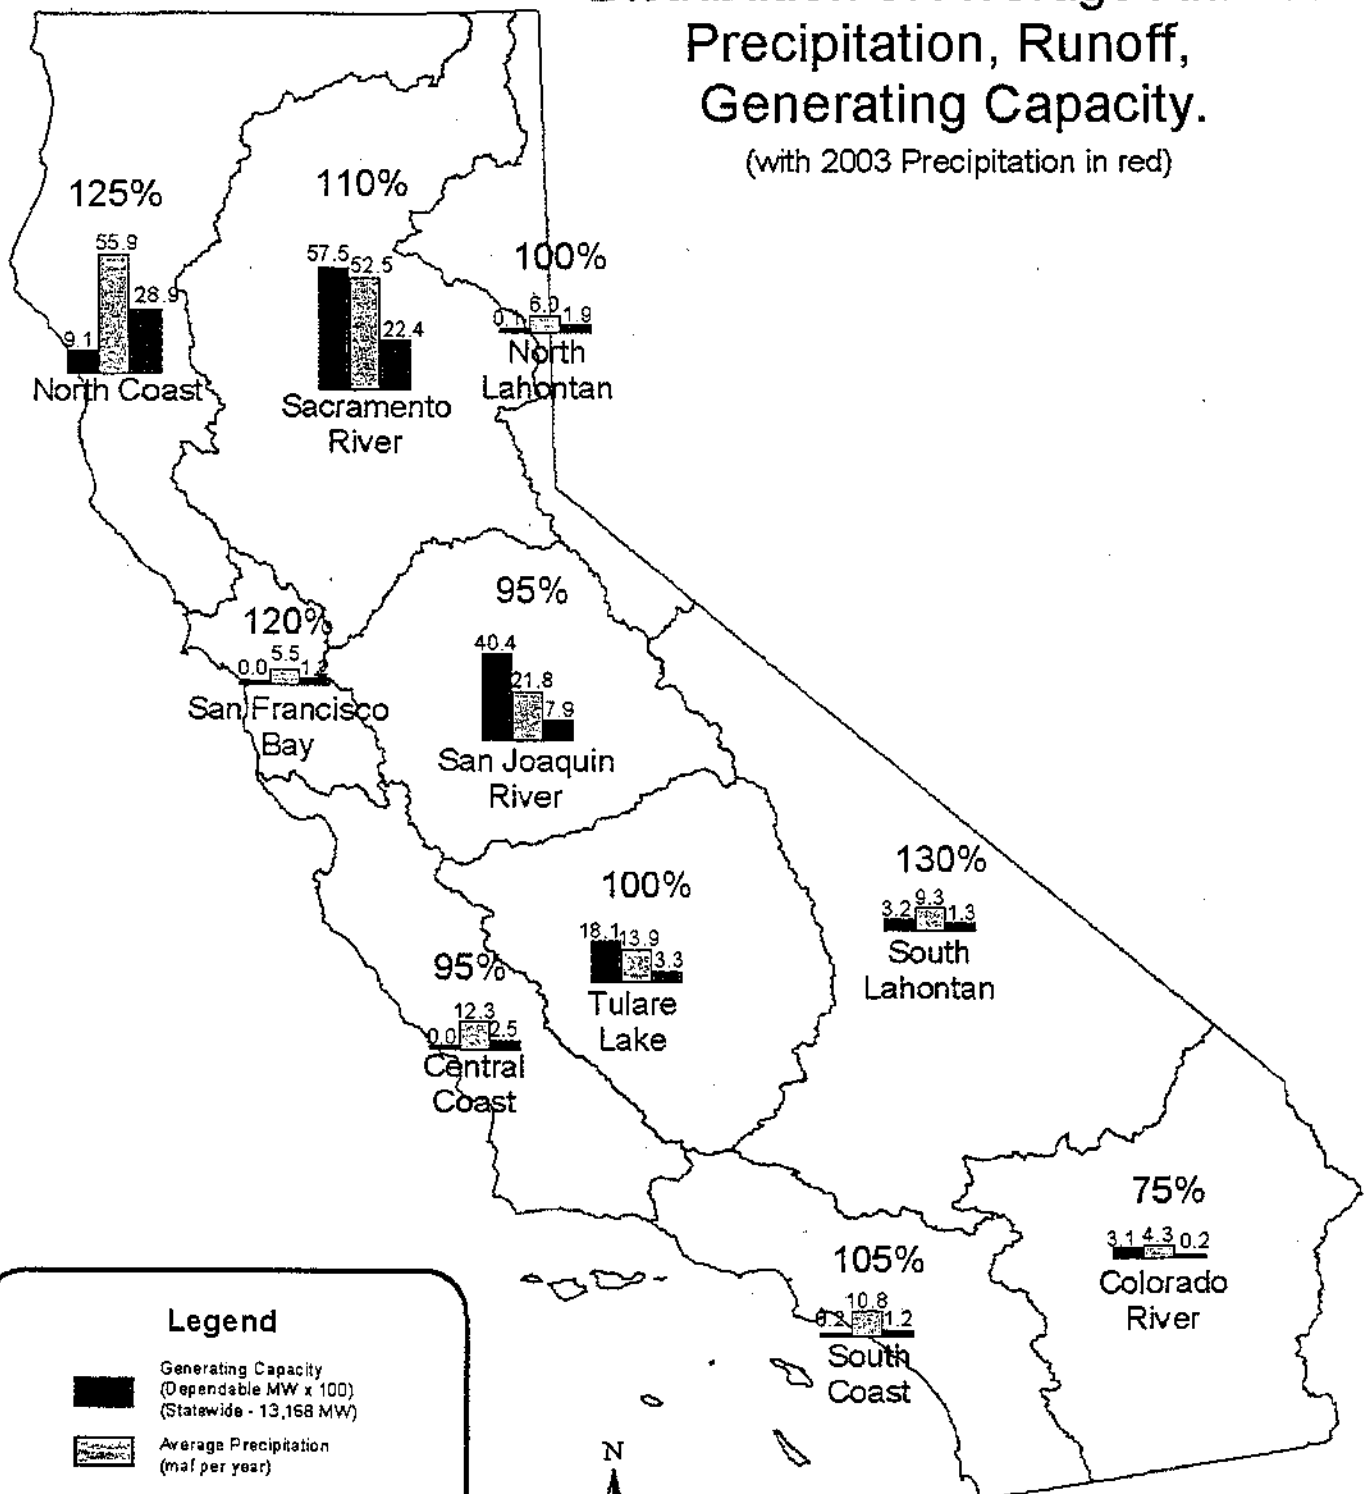 Precipitation, Runoff,
Generating Capacity.
(with 2003 Precipitation in red)
125%
55.9
28.9
9.1
North Coast
110%
57.5
52.5
22.4
Sacramento
River
100%
0.1
6.0
1.9
North
Lahontan
120%
0.0
5.5
1.2
San Francisco
Bay
95%
40.4
21.8
7.9
San Joaquin
River
100%
18.1
13.9
3.3
Tulare
Lake
130%
3.2
9.3
1.3
South
Lahontan
95%
0.0
12.3
2.5
Central
Coast
75%
3.1
4.3
0.2
Colorado
River
105%
0.2
10.8
1.2
South
Coast
Legend
Generating Capacity
(Dependable MW x 100)
(Statewide - 13,168 MW)
Average Precipitation
(maf per year)
N